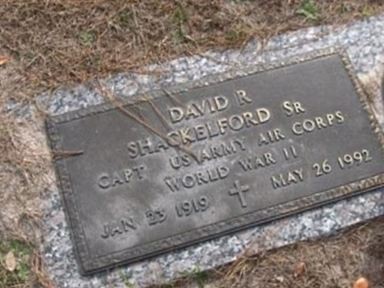 DAVID R
SHACKELFORD SR
CAPT US ARMY AIR CORPS
WORLD WAR II
JAN 23 1919 MAY 26 1992